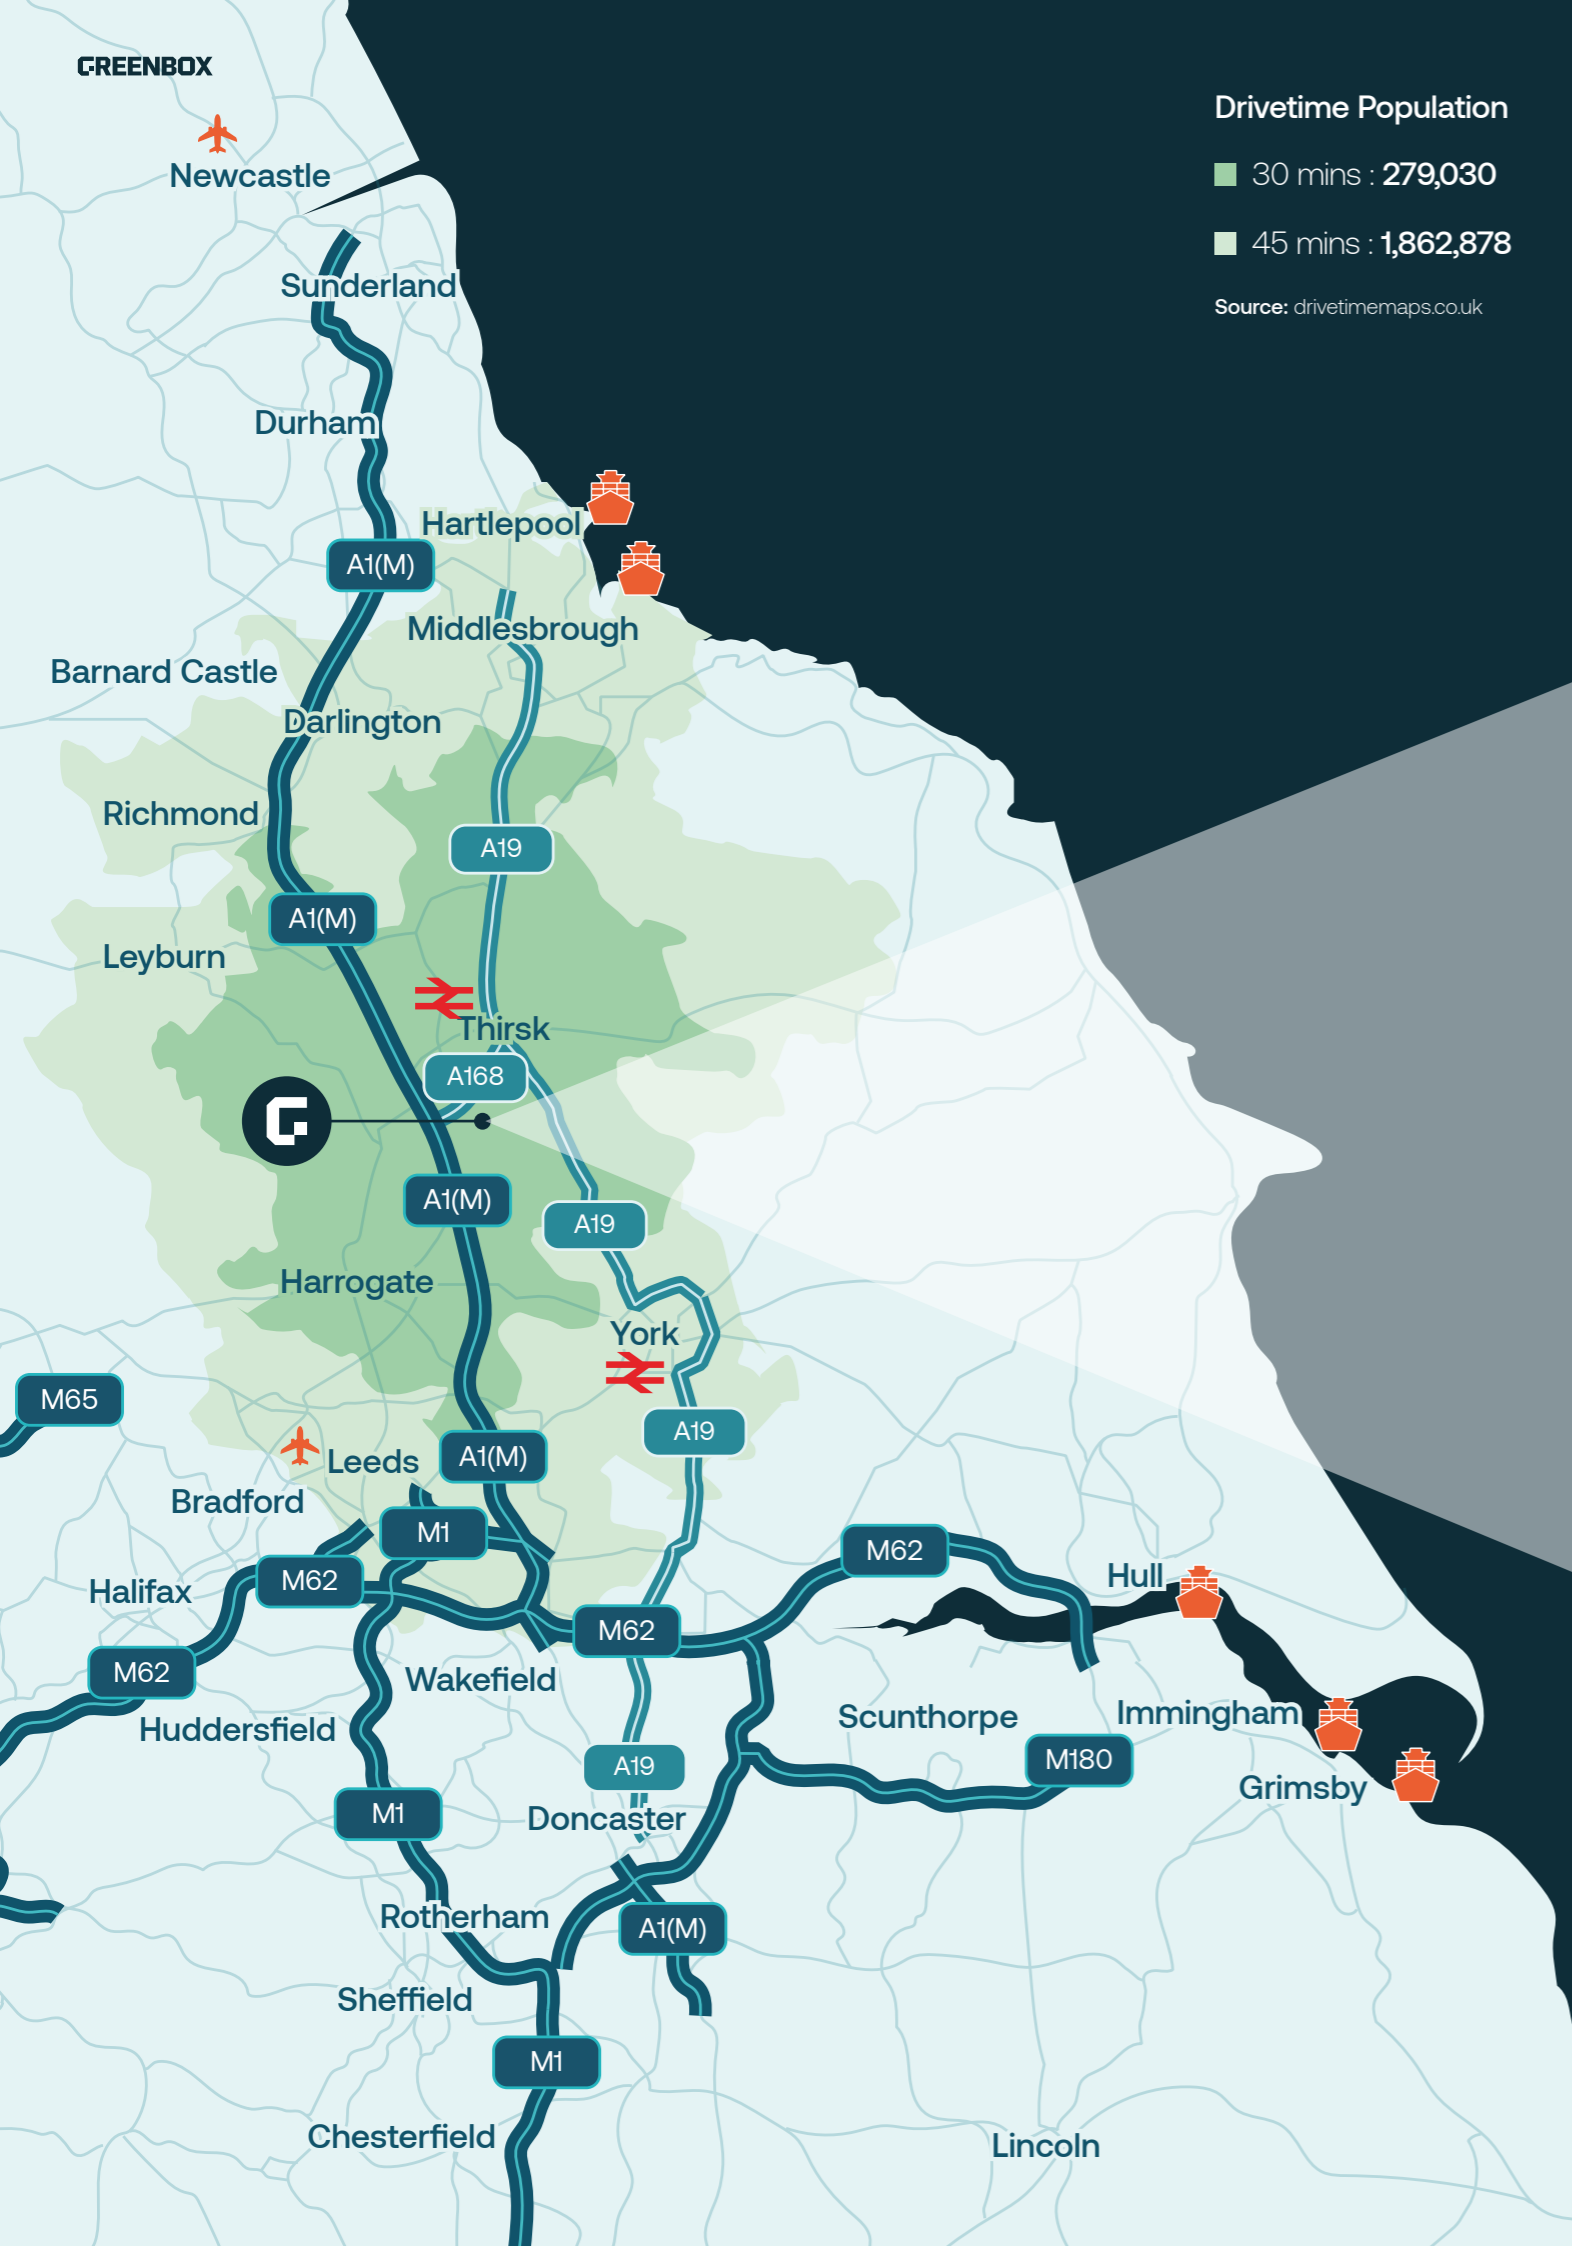 GREENBOX
Drivetime Population
30 mins : 279,030
45 mins : 1,862,878
Source: drivetimemaps.co.uk
Newcastle
Sunderland
Durham
Hartlepool
A1(M)
Middlesbrough
Barnard Castle
Darlington
Richmond
A19
A1(M)
Leyburn
Thirsk
A168
G
A1(M)
A19
Harrogate
York
M65
A19
Leeds
A1(M)
Bradford
M1
M62
Hull
M62
Halifax
M62
M62
Wakefield
Scunthorpe
Immingham
Huddersfield
M180
A19
Grimsby
M1
Doncaster
Rotherham
A1(M)
Sheffield
M1
Chesterfield
Lincoln